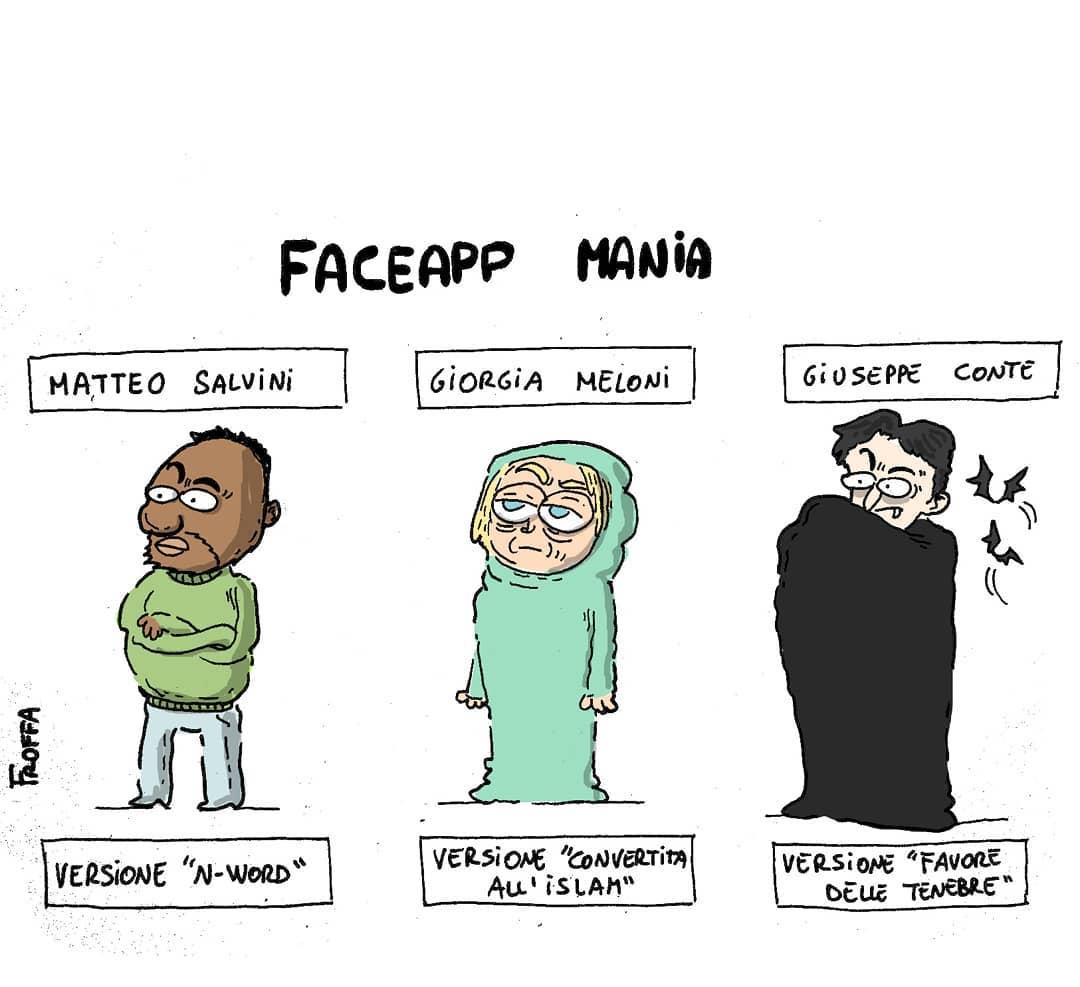 FACEAPP MANIA
MATTEO SALVINI
GIORGIA MELONI
GIUSEPPE CONTE
FROFFA
VERSIONE "N-WORD"
VERSIONE "CONVERTITA
ALL'ISLAM"
VERSIONE "FAVORE
DELLE TENEBRE"